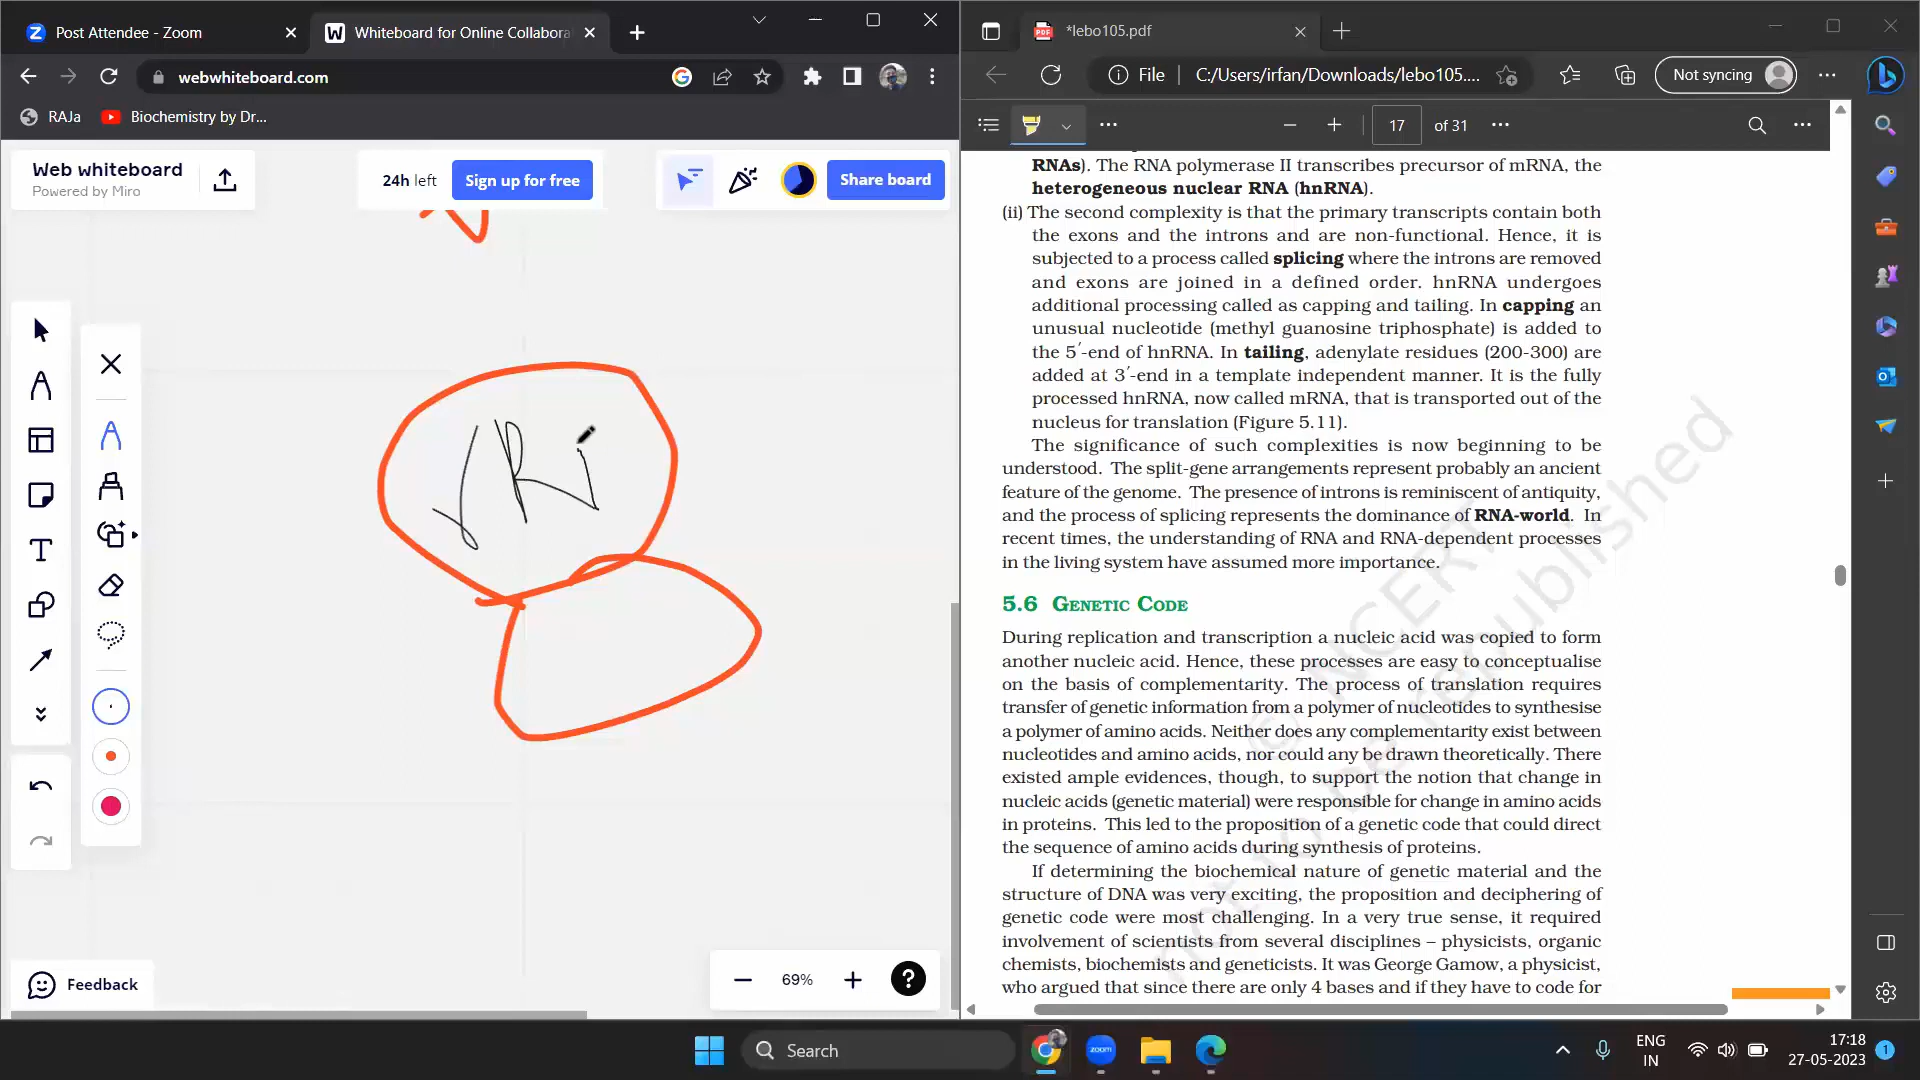 Post Attendee - Zoom
Whiteboard for Online Collabora
webwhiteboard.com
RAJa
Biochemistry by Dr...
Web whiteboard
Powered by Miro
24h left
Sign up for free
Share board
Feedback
69%
*lebo105.pdf
File
C:/Users/irfan/Downloads/lebo105....
Not syncing
17 of 31
RNAs). The RNA polymerase II transcribes precursor of mRNA, the
heterogeneous nuclear RNA (hnRNA).
(ii) The second complexity is that the primary transcripts contain both
the exons and the introns and are non-functional. Hence, it is
subjected to a process called splicing where the introns are removed
and exons are joined in a defined order. hnRNA undergoes
additional processing called as capping and tailing. In capping an
unusual nucleotide (methyl guanosine triphosphate) is added to
the 5′-end of hnRNA. In tailing, adenylate residues (200-300) are
added at 3′-end in a template independent manner. It is the fully
processed hnRNA, now called mRNA, that is transported out of the
nucleus for translation (Figure 5.11).
The significance of such complexities is now beginning to be
understood. The split-gene arrangements represent probably an ancient
feature of the genome. The presence of introns is reminiscent of antiquity,
and the process of splicing represents the dominance of RNA-world. In
recent times, the understanding of RNA and RNA-dependent processes
in the living system have assumed more importance.
5.6 GENETIC CODE
During replication and transcription a nucleic acid was copied to form
another nucleic acid. Hence, these processes are easy to conceptualise
on the basis of complementarity. The process of translation requires
transfer of genetic information from a polymer of nucleotides to synthesise
a polymer of amino acids. Neither does any complementarity exist between
nucleotides and amino acids, nor could any be drawn theoretically. There
existed ample evidences, though, to support the notion that change in
nucleic acids (genetic material) were responsible for change in amino acids
in proteins. This led to the proposition of a genetic code that could direct
the sequence of amino acids during synthesis of proteins.
If determining the biochemical nature of genetic material and the
structure of DNA was very exciting, the proposition and deciphering of
genetic code were most challenging. In a very true sense, it required
involvement of scientists from several disciplines – physicists, organic
chemists, biochemists and geneticists. It was George Gamow, a physicist,
who argued that since there are only 4 bases and if they have to code for
© NCERT
not to be republished
Search
zoom
ENG
IN
17:18
27-05-2023
1